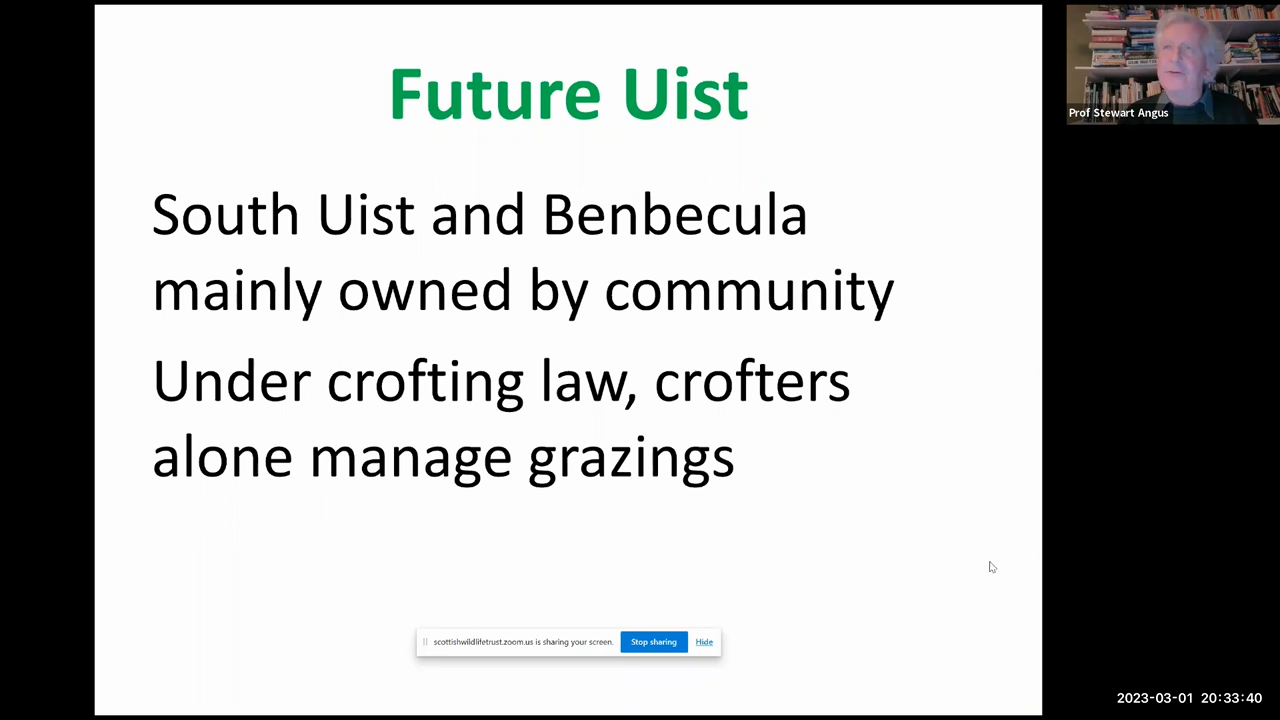 Future Uist
South Uist and Benbecula
mainly owned by community
Under crofting law, crofters
alone manage grazings
scottishwildlifetrust.zoom.us is sharing your screen.
Stop sharing
Hide
Prof Stewart Angus
2023-03-01 20:33:40